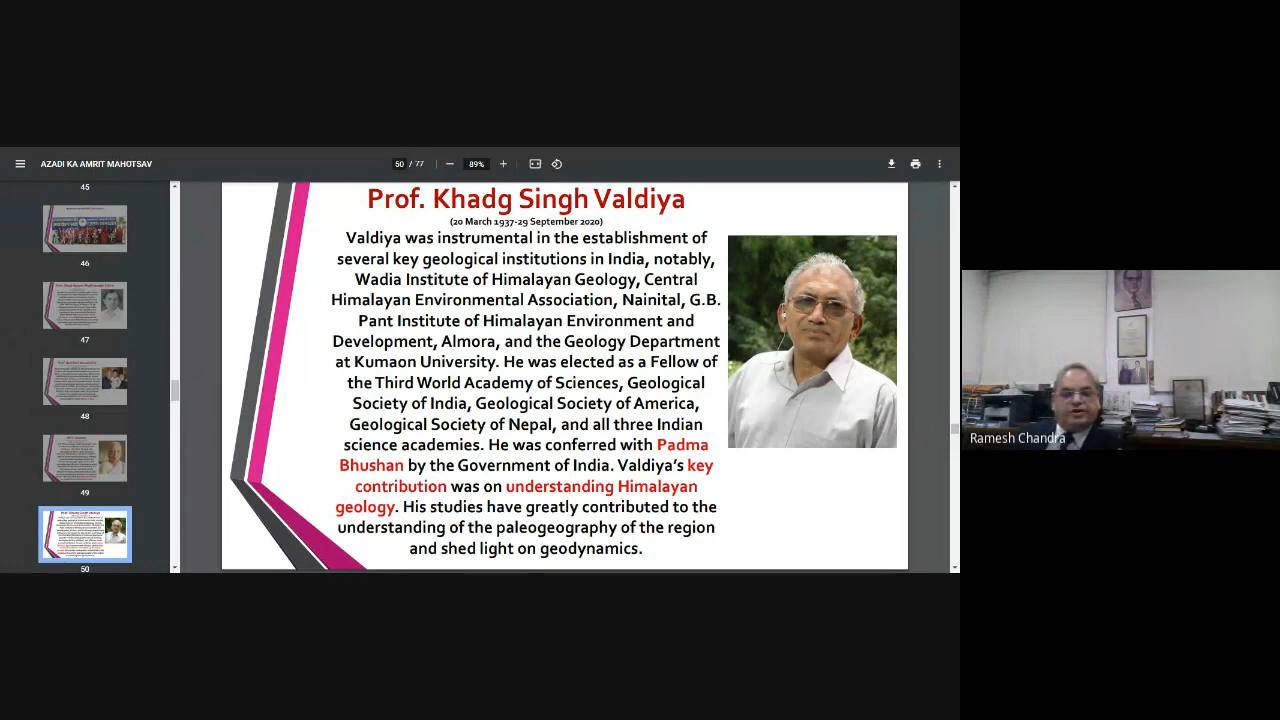 AZADI KA AMRIT MAHOTSAV
50 / 77
89%
45
46
47
48
49
50
Prof. Khadg Singh Valdiya
(20 March 1937-29 September 2020)
Valdiya was instrumental in the establishment of
several key geological institutions in India, notably,
Wadia Institute of Himalayan Geology, Central
Himalayan Environmental Association, Nainital, G.B.
Pant Institute of Himalayan Environment and
Development, Almora, and the Geology Department
at Kumaon University. He was elected as a Fellow of
the Third World Academy of Sciences, Geological
Society of India, Geological Society of America,
Geological Society of Nepal, and all three Indian
science academies. He was conferred with Padma
Bhushan by the Government of India. Valdiya's key
contribution was on understanding Himalayan
geology. His studies have greatly contributed to the
understanding of the paleogeography of the region
and shed light on geodynamics.
Ramesh Chandra